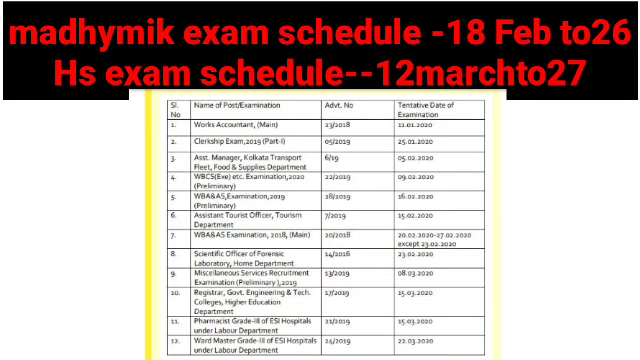 madhymik exam schedule -18 Feb to26
Hs exam schedule--12marchto27
Sl. No Name of Post/Examination Advt. No Tentative Date of Examination
1. Works Accountant, (Main) 23/2018 11.01.2020
2. Clerkship Exam,2019 (Part-I) 05/2019 25.01.2020
3. Asst. Manager, Kolkata Transport Fleet, Food & Supplies Department 6/19 05.02.2020
4. WBCS(Exe) etc. Examination,2020 (Preliminary) 22/2019 09.02.2020
5. WBA&AS,Examination,2019 (Preliminary) 28/2019 16.02.2020
6. Assistant Tourist Officer, Tourism Department 7/2019 15.02.2020
7. WBA&AS Examination, 2018, (Main) 20/2018 20.02.2020-27.02.2020 except 23.02.2020
8. Scientific Officer of Forensic Laboratory, Home Department 14/2016 23.02.2020
9. Miscellaneous Services Recruitment Examination (Preliminary ),2019 13/2019 08.03.2020
10. Registrar, Govt. Engineering & Tech. Colleges, Higher Education Department 17/2019 15.03.2020
11. Pharmacist Grade-III of ESI Hospitals under Labour Department 21/2019 15.03.2020
12. Ward Master Grade-III of ESI Hospitals under Labour Department 24/2019 22.03.2020